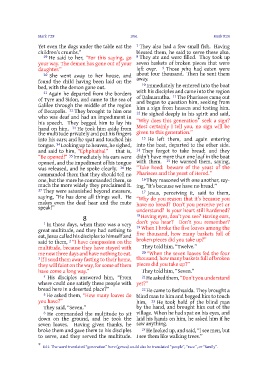 Mark 7:29
Mark 8:24
Yet even the dogs under the table eat the
children's crumbs."
29 He said to her, "For this saying, go
your way. The demon has gone out of your
daughter."
30 She went away to her house, and
found the child having been laid on the
bed, with the demon gone out.
31 Again he departed from the borders
of Tyre and Sidon, and came to the sea of
Galilee through the middle of the region
of Decapolis. 32 They brought to him one
who was deaf and had an impediment in
his speech. They begged him to lay his
hand on him. 33 He took him aside from
the multitude privately and put his fingers
into his ears; and he spat and touched his
tongue. 34 Looking up to heaven, he sighed,
and said to him, "Ephphatha!" that is,
"Be opened!" 35 Immediately his ears were
opened, and the impediment of his tongue
was released, and he spoke clearly. 36 He
commanded them that they should tell no
one, but the more he commanded them, so
much the more widely they proclaimed it.
37 They were astonished beyond measure,
saying, "He has done all things well. He
makes even the deaf hear and the mute
speak!"
8
1 In those days, when there was a very
great multitude, and they had nothing to
eat, Jesus called his disciples to himself and
said to them, 2 "I have compassion on the
multitude, because they have stayed with
me now three days and have nothing to eat.
3 If I send them away fasting to their home,
they will faint on the way, for some of them
have come a long way."
4 His disciples answered him, "From
where could one satisfy these people with
bread here in a deserted place?"
5 He asked them, "How many loaves do
you have?"
They said, "Seven."
6 He commanded the multitude to sit
down on the ground, and he took the
seven loaves. Having given thanks, he
broke them and gave them to his disciples
to serve, and they served the multitude.
7 They also had a few small fish. Having
blessed them, he said to serve these also.
8 They ate and were filled. They took up
seven baskets of broken pieces that were
left over. 9 Those who had eaten were
about four thousand. Then he sent them
away.
10 Immediately he entered into the boat
with his disciples and came into the region
of Dalmanutha. 11 The Pharisees came out
and began to question him, seeking from
him a sign from heaven and testing him.
12 He sighed deeply in his spirit and said,
"Why does this generation seek a sign?
Most certainly I tell you, no sign will be
given to this generation."
13 He left them, and again entering
into the boat, departed to the other side.
14 They forgot to take bread; and they
didn't have more than one loaf in the boat
with them. 15 He warned them, saying,
"Take heed: beware of the yeast of the
Pharisees and the yeast of Herod."
16 They reasoned with one another, say-
ing, "It's because we have no bread."
17 Jesus, perceiving it, said to them,
"Why do you reason that it's because you
have no bread? Don't you perceive yet or
understand? Is your heart still hardened?
18 Having eyes, don't you see? Having ears,
don't you hear? Don't you remember?
19 When I broke the five loaves among the
five thousand, how many baskets full of
broken pieces did you take up?"
They told him, "Twelve."
20 "When the seven loaves fed the four
thousand, how many baskets full of broken
pieces did you take up?"
They told him, "Seven."
21 He asked them, "Don't you understand
yet?"
22 He came to Bethsaida. They brought a
blind man to him and begged him to touch
him. 23 He took hold of the blind man
by the hand, and brought him out of the
village. When he had spat on his eyes, and
laid his hands on him, he asked him if he
saw anything.
24 He looked up, and said, "I see men, but
I see them like walking trees."